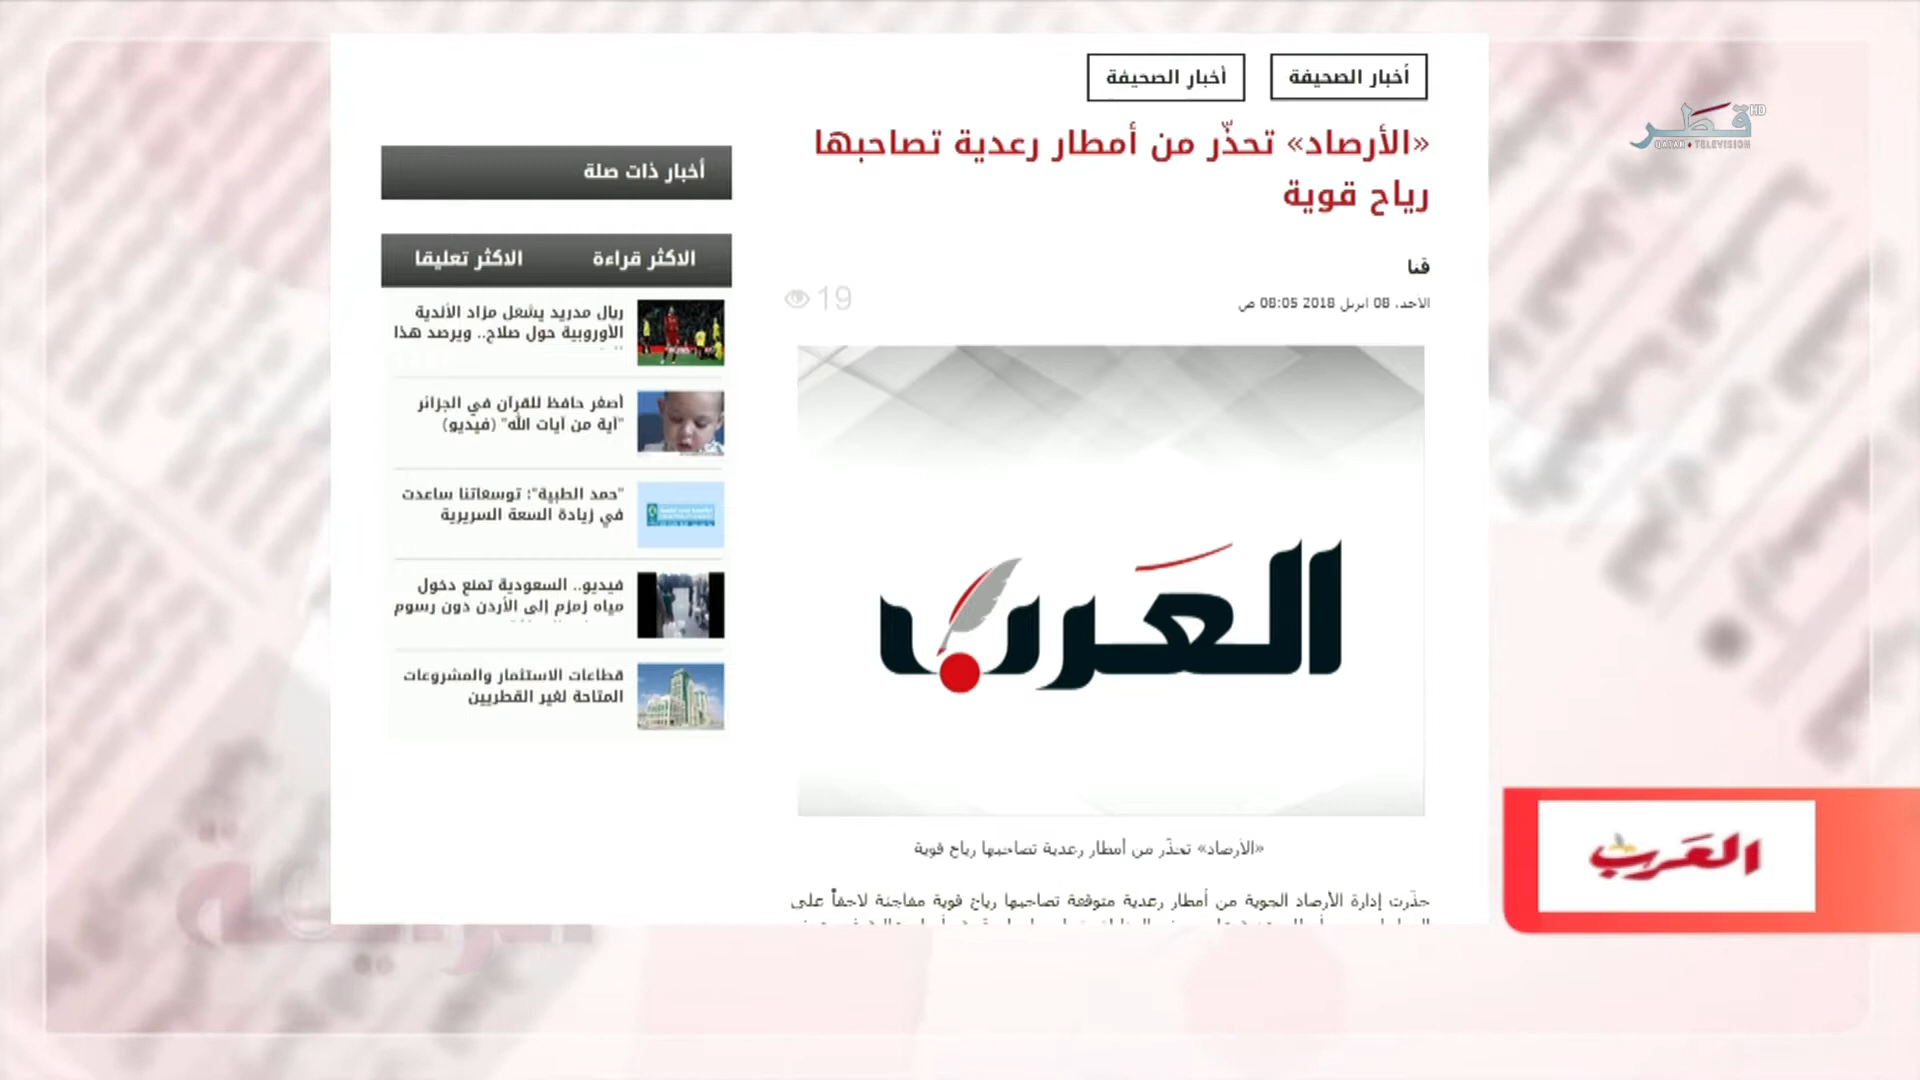 أخبار الصحيفة
أخبار الصحيفة
«الأرصاد» تحذّر من أمطار رعدية تصاحبها
رياح قوية
قنا
الأحد، 08 ابريل 2018 08:05 ص
19
العرب
«الأرصاد» تحذّر من أمطار رعدية تصاحبها رياح قوية
حذّرت إدارة الأرصاد الجوية من أمطار رعدية متوقعة تصاحبها رياح قوية مفاجئة لاحقاً على
أخبار ذات صلة
الاكثر قراءة
الاكثر تعليقا
ريال مدريد يشعل مزاد الأندية
الأوروبية حول صلاح.. ويرصد هذا
أصغر حافظ للقرآن في الجزائر
"آية من آيات الله" (فيديو)
"حمد الطبية": توسعاتنا ساعدت
في زيادة السعة السريرية
فيديو.. السعودية تمنع دخول
مياه زمزم إلى الأردن دون رسوم
قطاعات الاستثمار والمشروعات
المتاحة لغير القطريين
قطر HD
QATAR TELEVISION
العرب